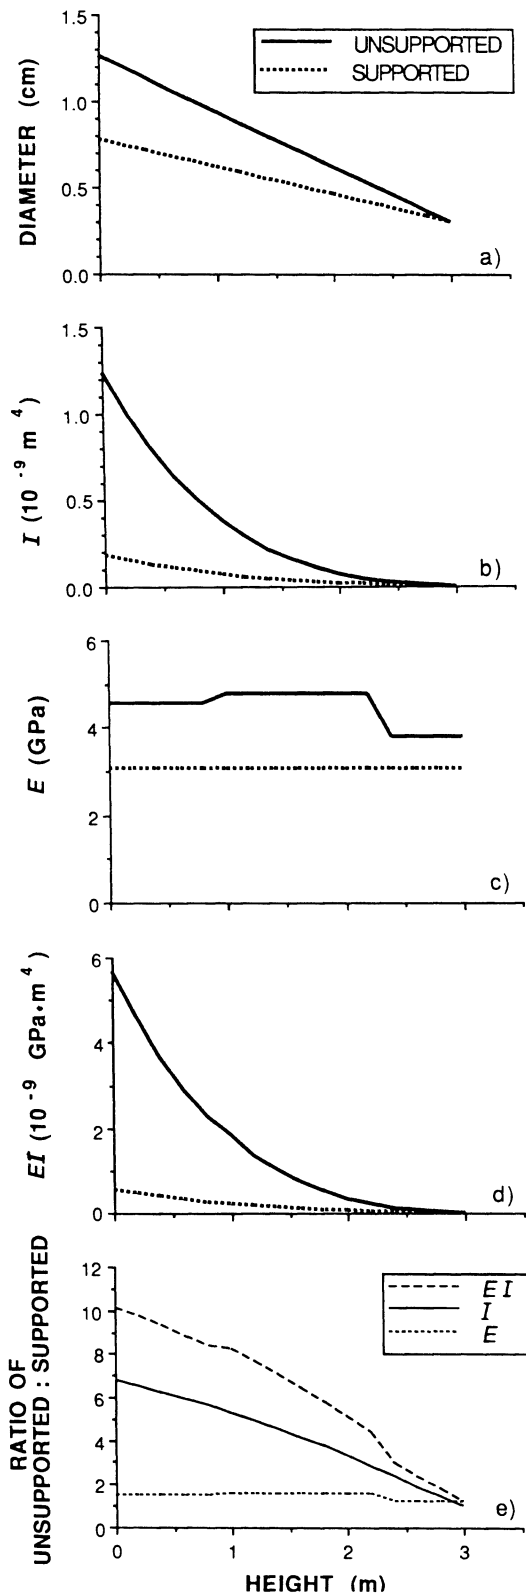 1.5
1.0
0.5
0.0
DIAMETER (cm)
UNSUPPORTED
SUPPORTED
a)
1.5
1.0
0.5
0.0
I (10⁻⁹ m⁴)
b)
6
4
2
0
E (GPa)
c)
6
4
2
0
EI (10⁻⁹ GPa·m⁴)
d)
12
10
8
6
4
2
0
RATIO OF
UNSUPPORTED : SUPPORTED
EI
I
E
e)
0 1 2 3
HEIGHT (m)